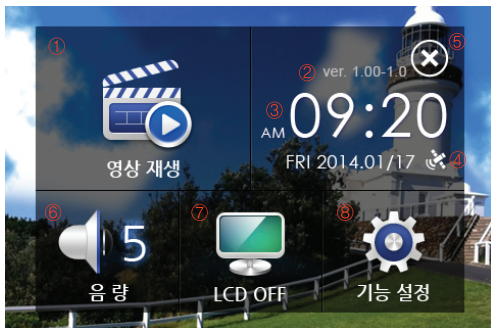 ①
② ver. 1.00-1.0 ⑤
③ AM 09:20
영상 재생
FRI 2014.01/17 ④
⑥ 5 ⑦ ⑧
음 량 LCD OFF 기능 설정